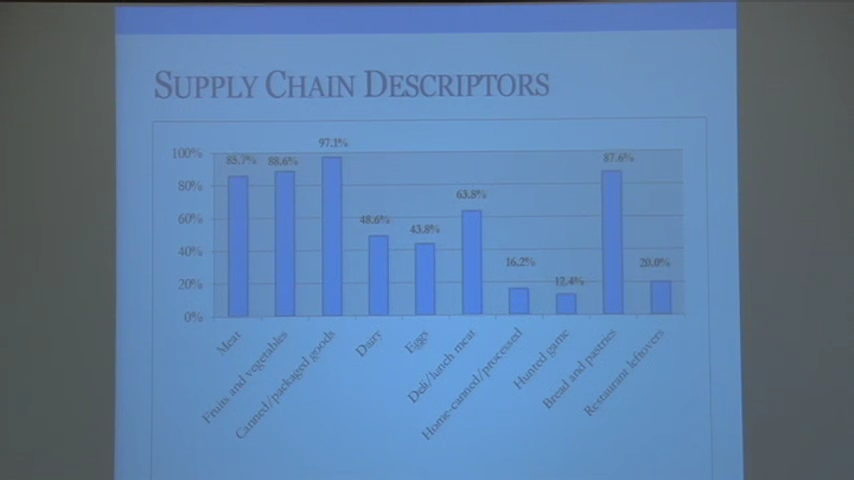 SUPPLY CHAIN DESCRIPTORS
97.1%
100%
85.7%
88.6%
87.6%
80%
63.8%
60%
48.6%
43.8%
40%
16.2%
20.0%
20%
12.4%
0%
Meat
Fruits and vegetables
Canned/packaged goods
Dairy
Eggs
Deli/lunch meat
Home-canned/processed
Hunted game
Bread and pastries
Restaurant leftovers